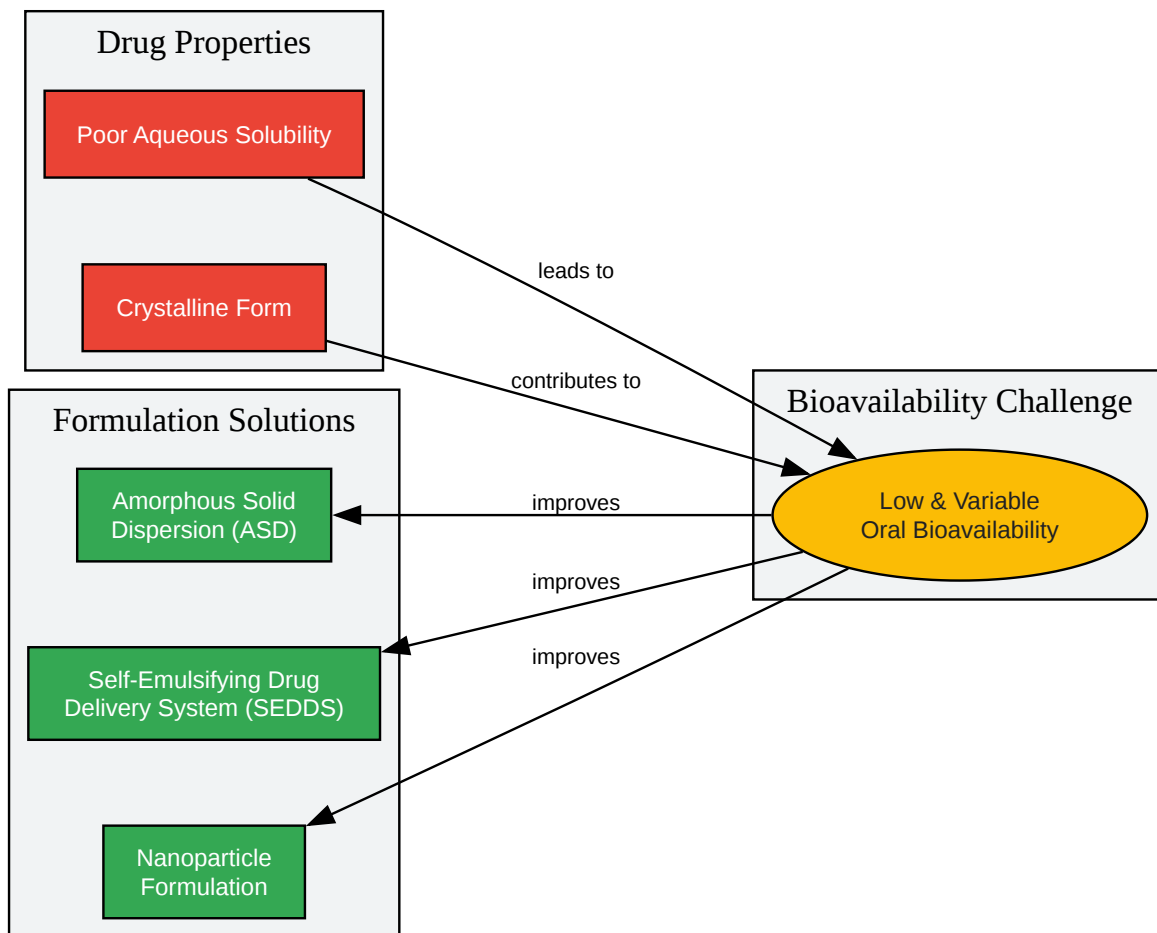 Drug Properties
Poor Aqueous Solubility
Crystalline Form
leads to
contributes to
Bioavailability Challenge
Low & Variable
Oral Bioavailability
Formulation Solutions
Amorphous Solid
Dispersion (ASD)
improves
Self-Emulsifying Drug
Delivery System (SEDDS)
improves
Nanoparticle
Formulation
improves